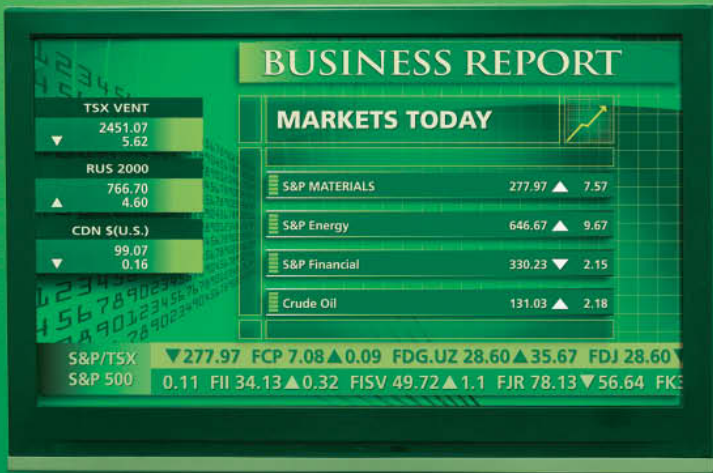 BUSINESS REPORT
TSX VENT
2451.07
▼ 5.62
RUS 2000
766.70
▲ 4.60
CDN $(U.S.)
99.07
▼ 0.16
MARKETS TODAY
S&P MATERIALS 277.97 ▲ 7.57
S&P Energy 646.67 ▲ 9.67
S&P Financial 330.23 ▼ 2.15
Crude Oil 131.03 ▲ 2.18
S&P/TSX ▼277.97 FCP 7.08▲0.09 FDG.UZ 28.60▲35.67 FDJ 28.60▼
S&P 500 0.11 FII 34.13▲0.32 FISV 49.72▲1.1 FJR 78.13▼56.64